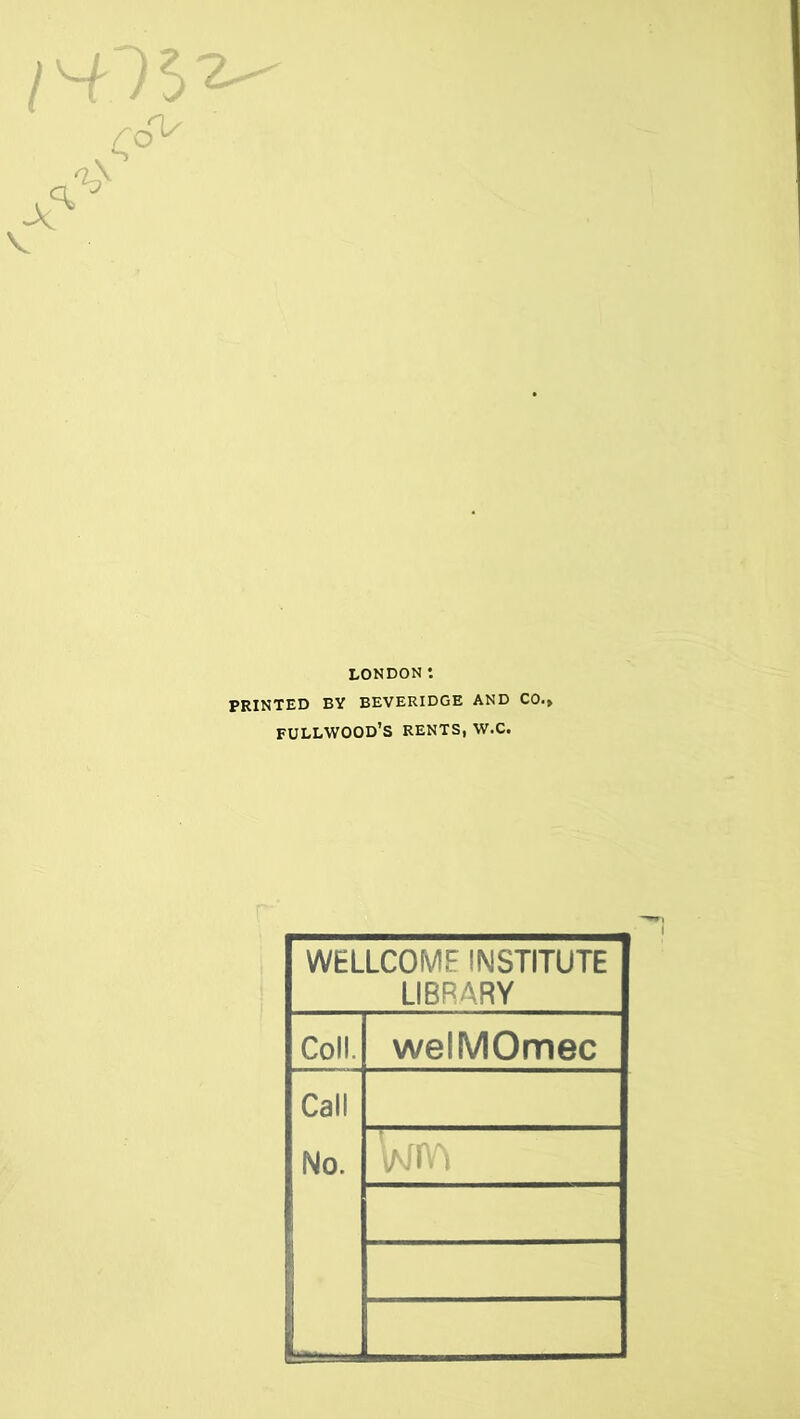 LONDON:
PRINTED BY BEVERIDGE AND CO.,
FULLWOOD'S RENTS, W.C.
WELLCOME INSTITUTE
LIBRARY
Coll. welMOmec
Call
No. WM